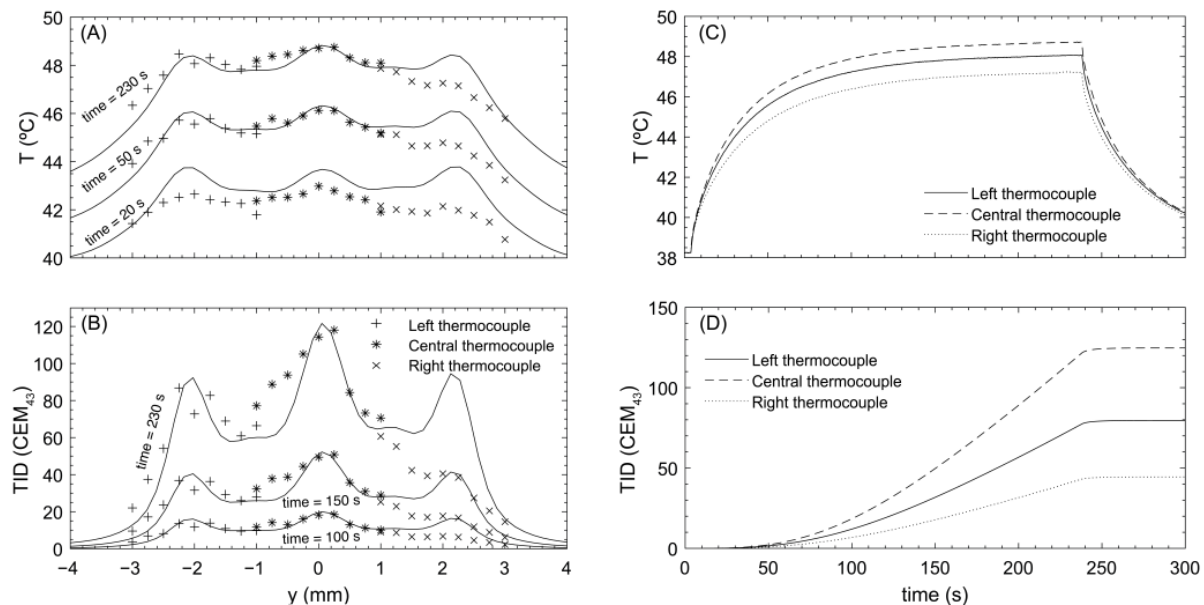 (A)
time = 230 s
time = 50 s
time = 20 s
T (ºC)
50
48
46
44
42
40
(B)
+ Left thermocouple
∗ Central thermocouple
× Right thermocouple
time = 230 s
time = 150 s
time = 100 s
TID (CEM₄₃)
120
100
80
60
40
20
0
−4 −3 −2 −1 0 1 2 3 4
y (mm)
(C)
T (ºC)
50
48
46
44
42
40
38
Left thermocouple
Central thermocouple
Right thermocouple
(D)
TID (CEM₄₃)
150
100
50
0
Left thermocouple
Central thermocouple
Right thermocouple
0 50 100 150 200 250 300
time (s)